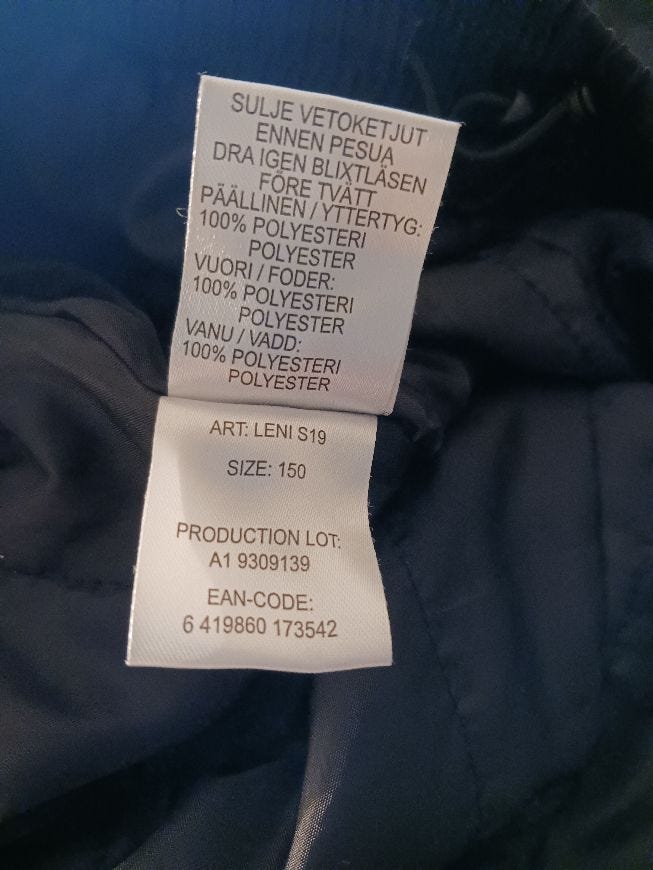 SULJE VETOKETJUT
ENNEN PESUA
DRA IGEN BLIXTLÄSEN
FÖRE TVÄTT
PÄÄLLINEN / YTTERTYG:
100% POLYESTERI
POLYESTER
VUORI / FODER:
100% POLYESTERI
POLYESTER
VANU / VADD:
100% POLYESTERI
POLYESTER
ART: LENI S19
SIZE: 150
PRODUCTION LOT:
A1 9309139
EAN-CODE:
6 419860 173542